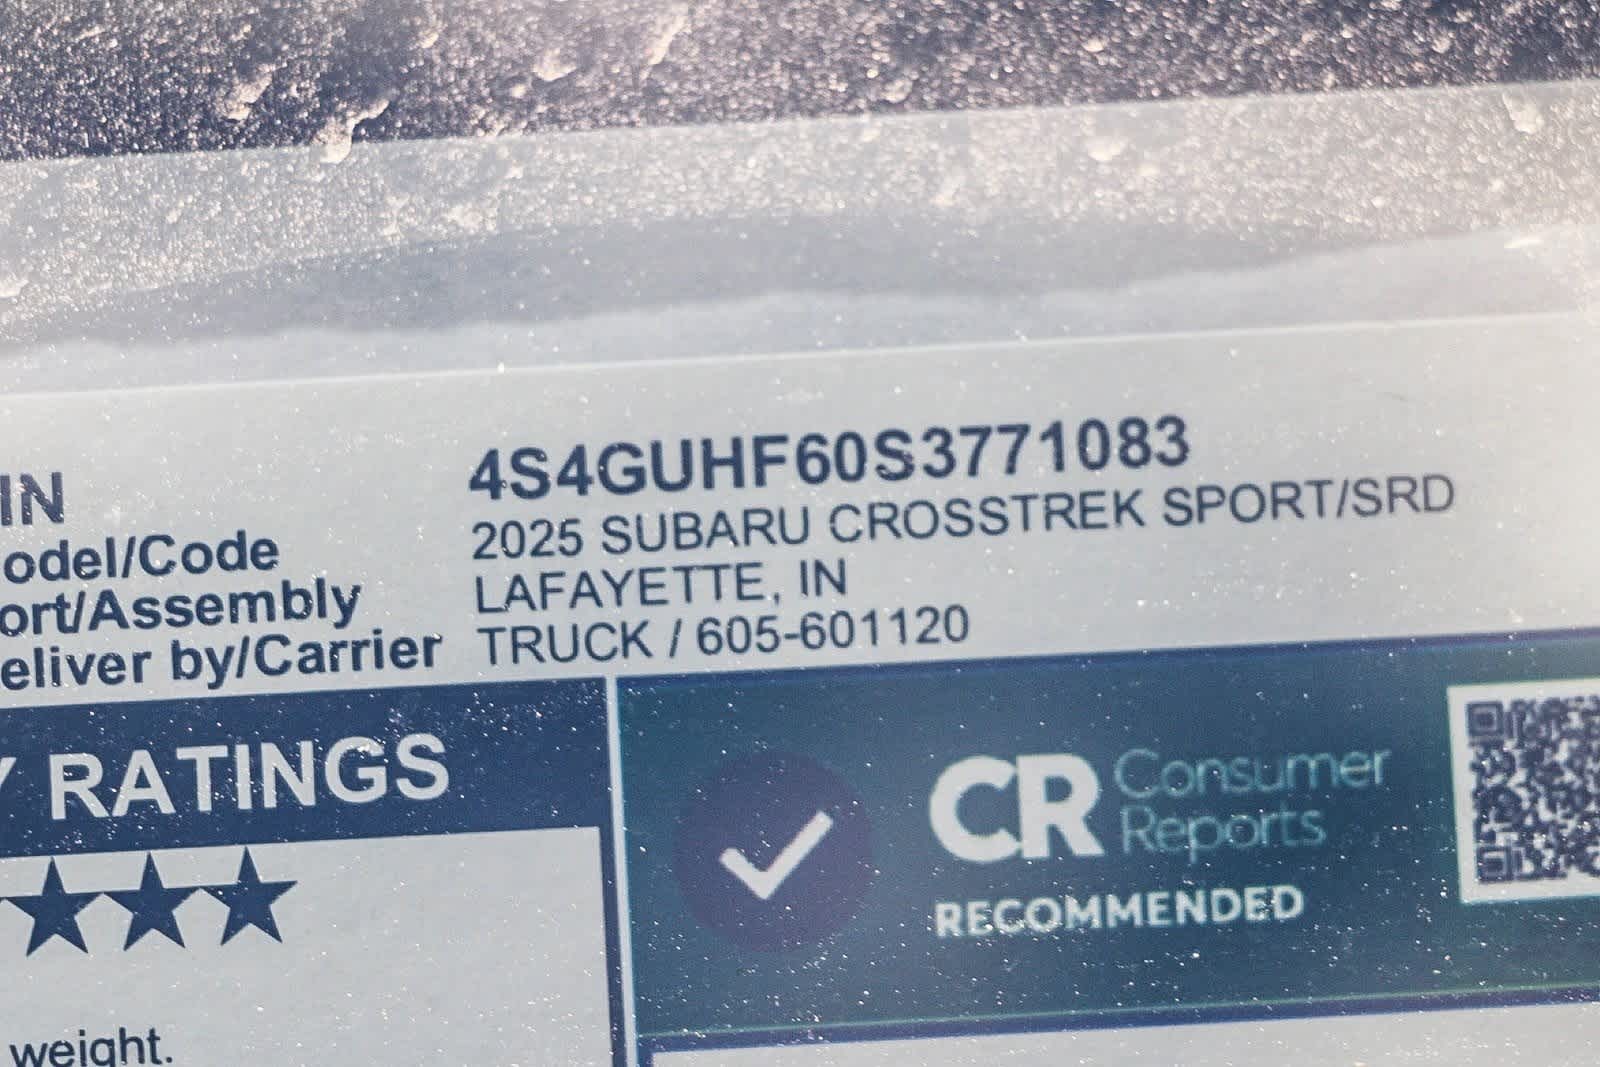 IN 4S4GUHF60S3771083
odel/Code 2025 SUBARU CROSSTREK SPORT/SRD
ort/Assembly LAFAYETTE, IN
eliver by/Carrier TRUCK / 605-601120
Y RATINGS
CR Consumer Reports
RECOMMENDED
weight.